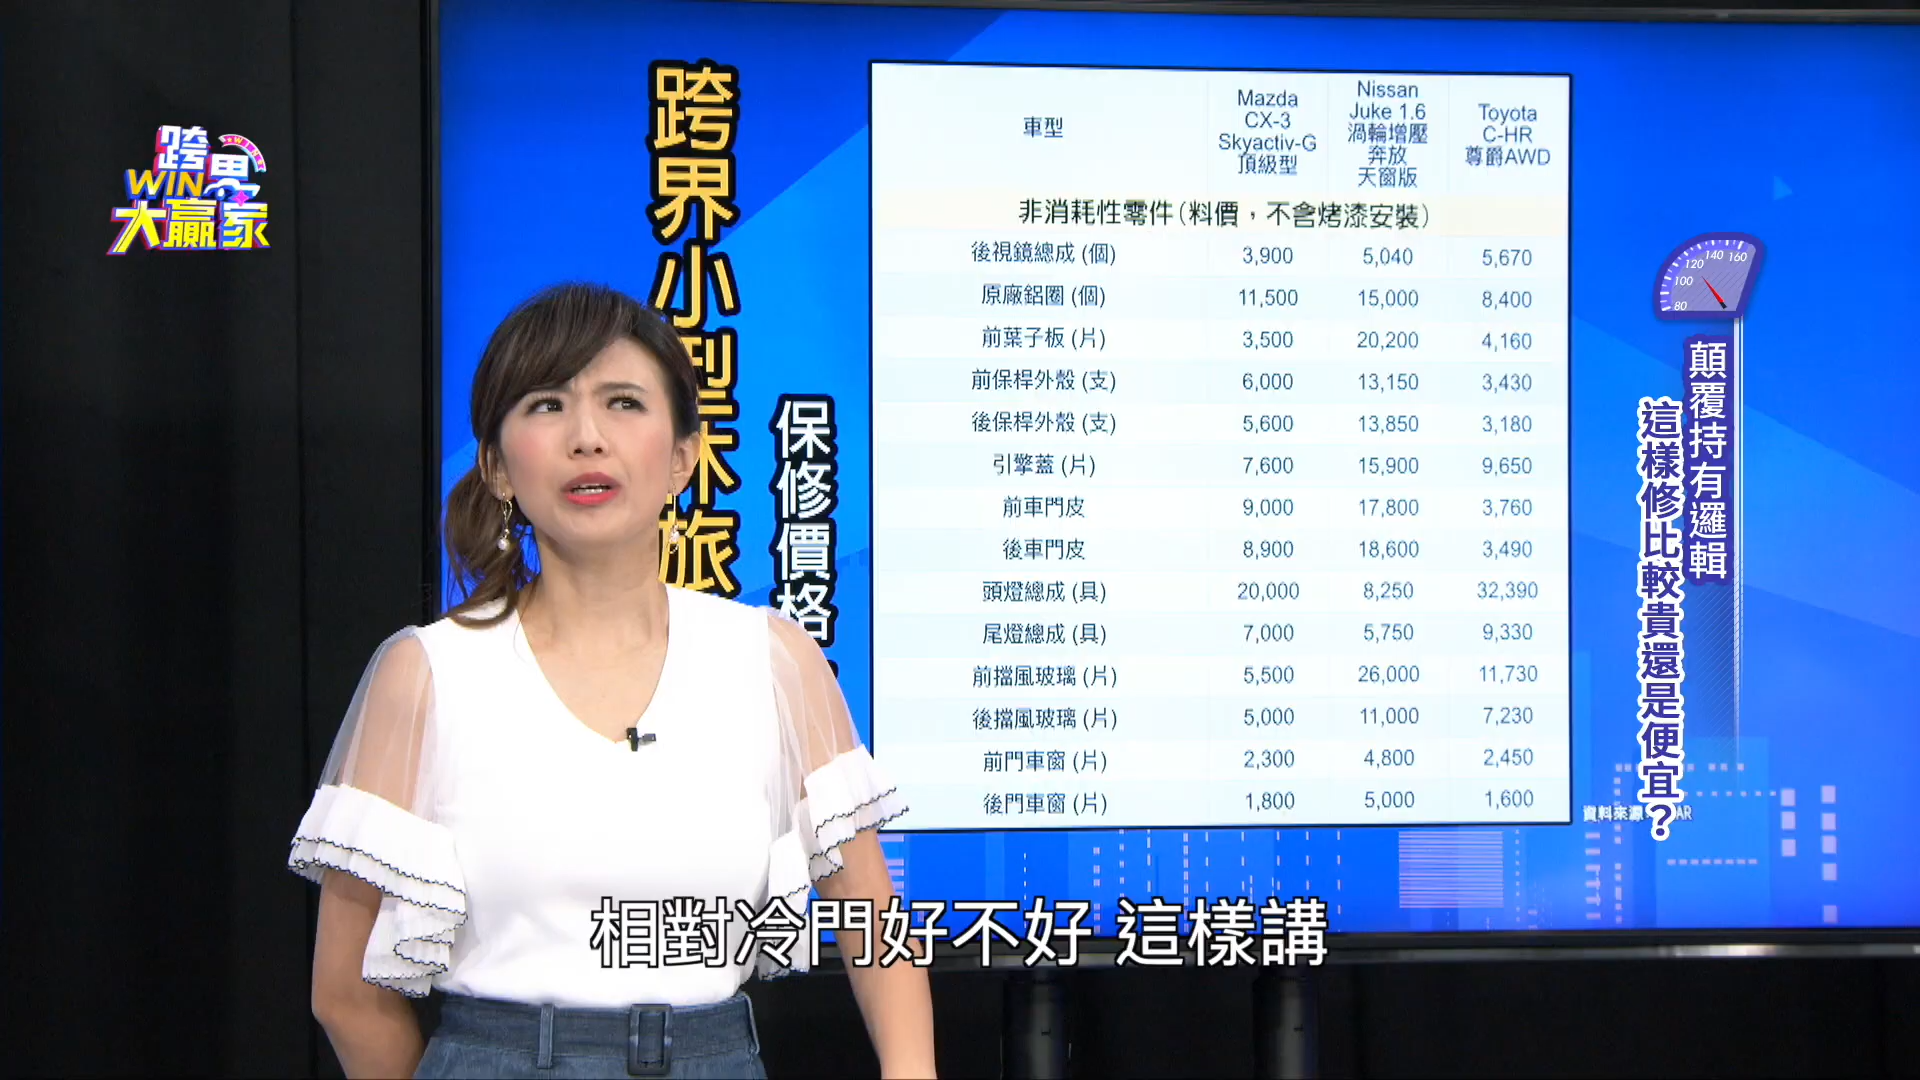 跨界
WIN
大贏家
跨界小型休旅
保修價格
車型
Mazda
CX-3
Skyactiv-G
頂級型
Nissan
Juke 1.6
渦輪增壓
奔放
天窗版
Toyota
C-HR
尊爵AWD
非消耗性零件(料價，不含烤漆安裝)
後視鏡總成 (個) 3,900 5,040 5,670
原廠鋁圈 (個) 11,500 15,000 8,400
前葉子板 (片) 3,500 20,200 4,160
前保桿外殼 (支) 6,000 13,150 3,430
後保桿外殼 (支) 5,600 13,850 3,180
引擎蓋 (片) 7,600 15,900 9,650
前車門皮 9,000 17,800 3,760
後車門皮 8,900 18,600 3,490
頭燈總成 (具) 20,000 8,250 32,390
尾燈總成 (具) 7,000 5,750 9,330
前擋風玻璃 (片) 5,500 26,000 11,730
後擋風玻璃 (片) 5,000 11,000 7,230
前門車窗 (片) 2,300 4,800 2,450
後門車窗 (片) 1,800 5,000 1,600
80 100 120 140 160
顛覆持有邏輯
這樣修比較貴還是便宜？
資料來源
相對冷門好不好 這樣講